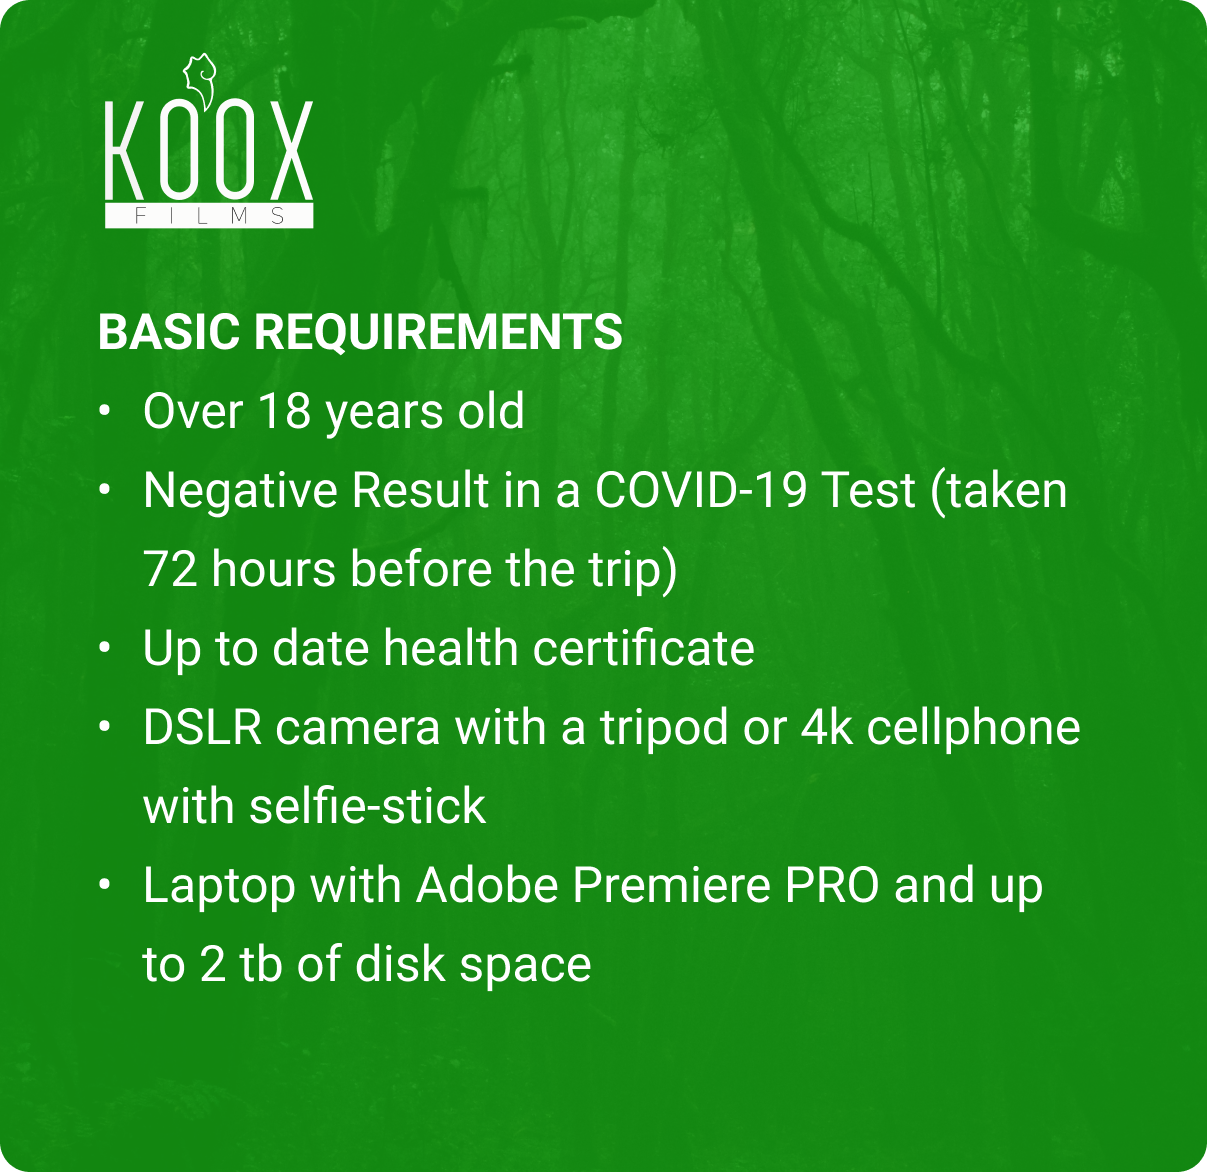 KOOX
FILMS
BASIC REQUIREMENTS
• Over 18 years old
• Negative Result in a COVID-19 Test (taken
72 hours before the trip)
• Up to date health certificate
• DSLR camera with a tripod or 4k cellphone
with selfie-stick
• Laptop with Adobe Premiere PRO and up
to 2 tb of disk space